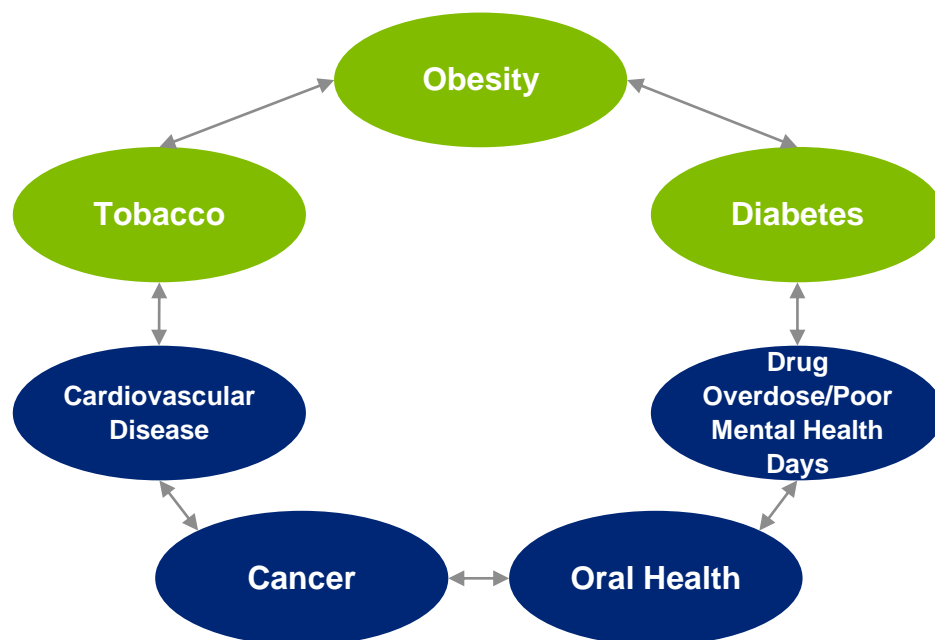 Obesity
Tobacco
Diabetes
Cardiovascular
Disease
Drug
Overdose/Poor
Mental Health
Days
Cancer
Oral Health